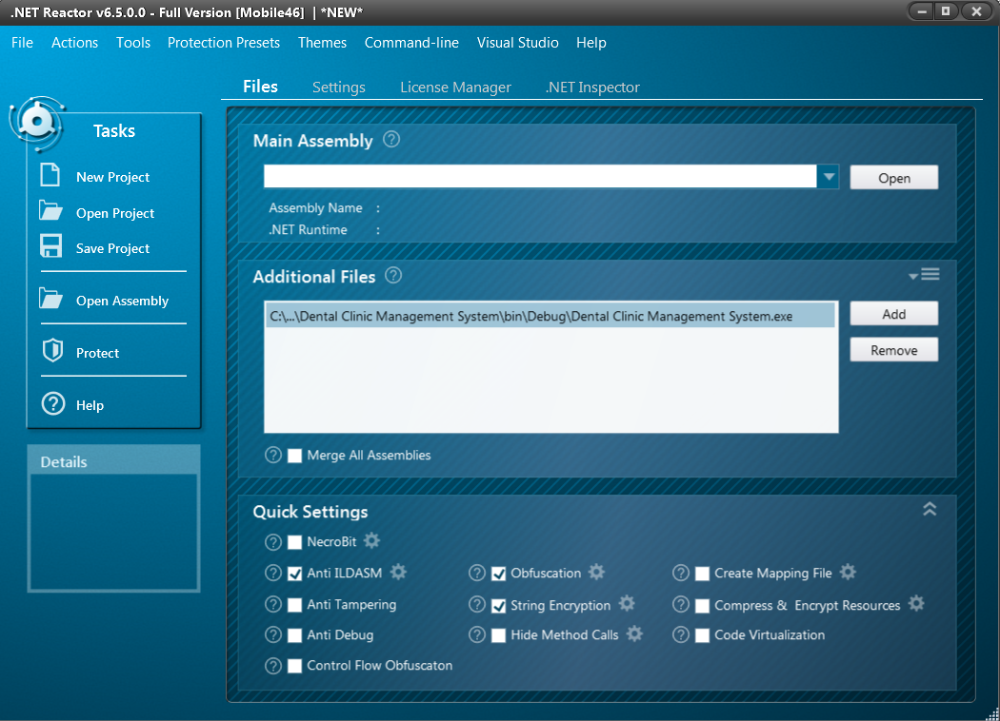 .NET Reactor v6.5.0.0 - Full Version [Mobile46] | *NEW*
File Actions Tools Protection Presets Themes Command-line Visual Studio Help
Files Settings License Manager .NET Inspector
Tasks
New Project
Open Project
Save Project
Open Assembly
Protect
Help
Details
Main Assembly ?
Open
Assembly Name :
.NET Runtime :
Additional Files ?
C:\...\Dental Clinic Management System\bin\Debug\Dental Clinic Management System.exe
Add
Remove
? Merge All Assemblies
Quick Settings
? NecroBit
? Anti ILDASM ? Obfuscation ? Create Mapping File
? Anti Tampering ? String Encryption ? Compress & Encrypt Resources
? Anti Debug ? Hide Method Calls ? Code Virtualization
? Control Flow Obfuscaton